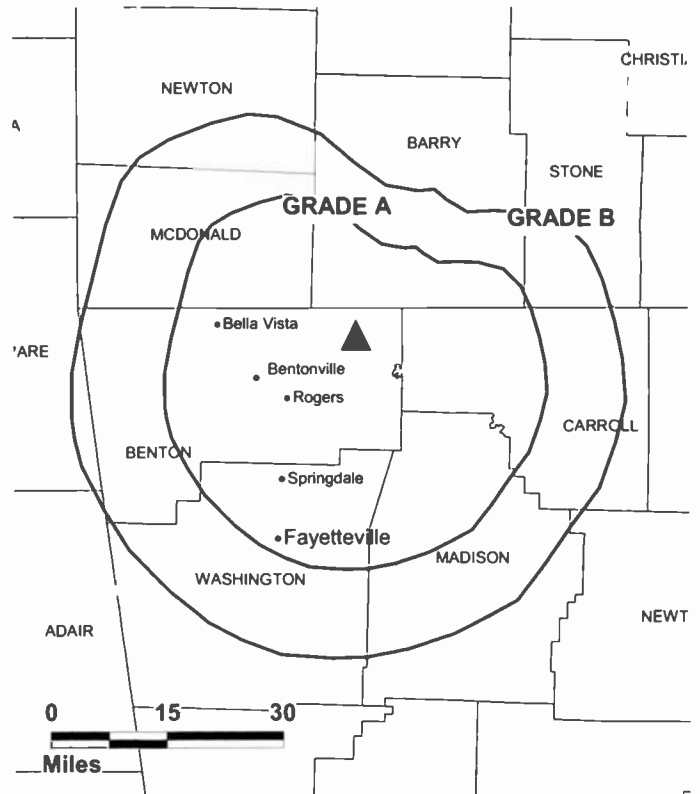 CHRISTI
NEWTON
A
BARRY
STONE
GRADE A
GRADE B
MCDONALD
Bella Vista
'ARE
Bentonville
Rogers
CARROLL
BENTON
Springdale
Fayetteville
MADISON
WASHINGTON
NEWT
ADAIR
0 15 30
Miles